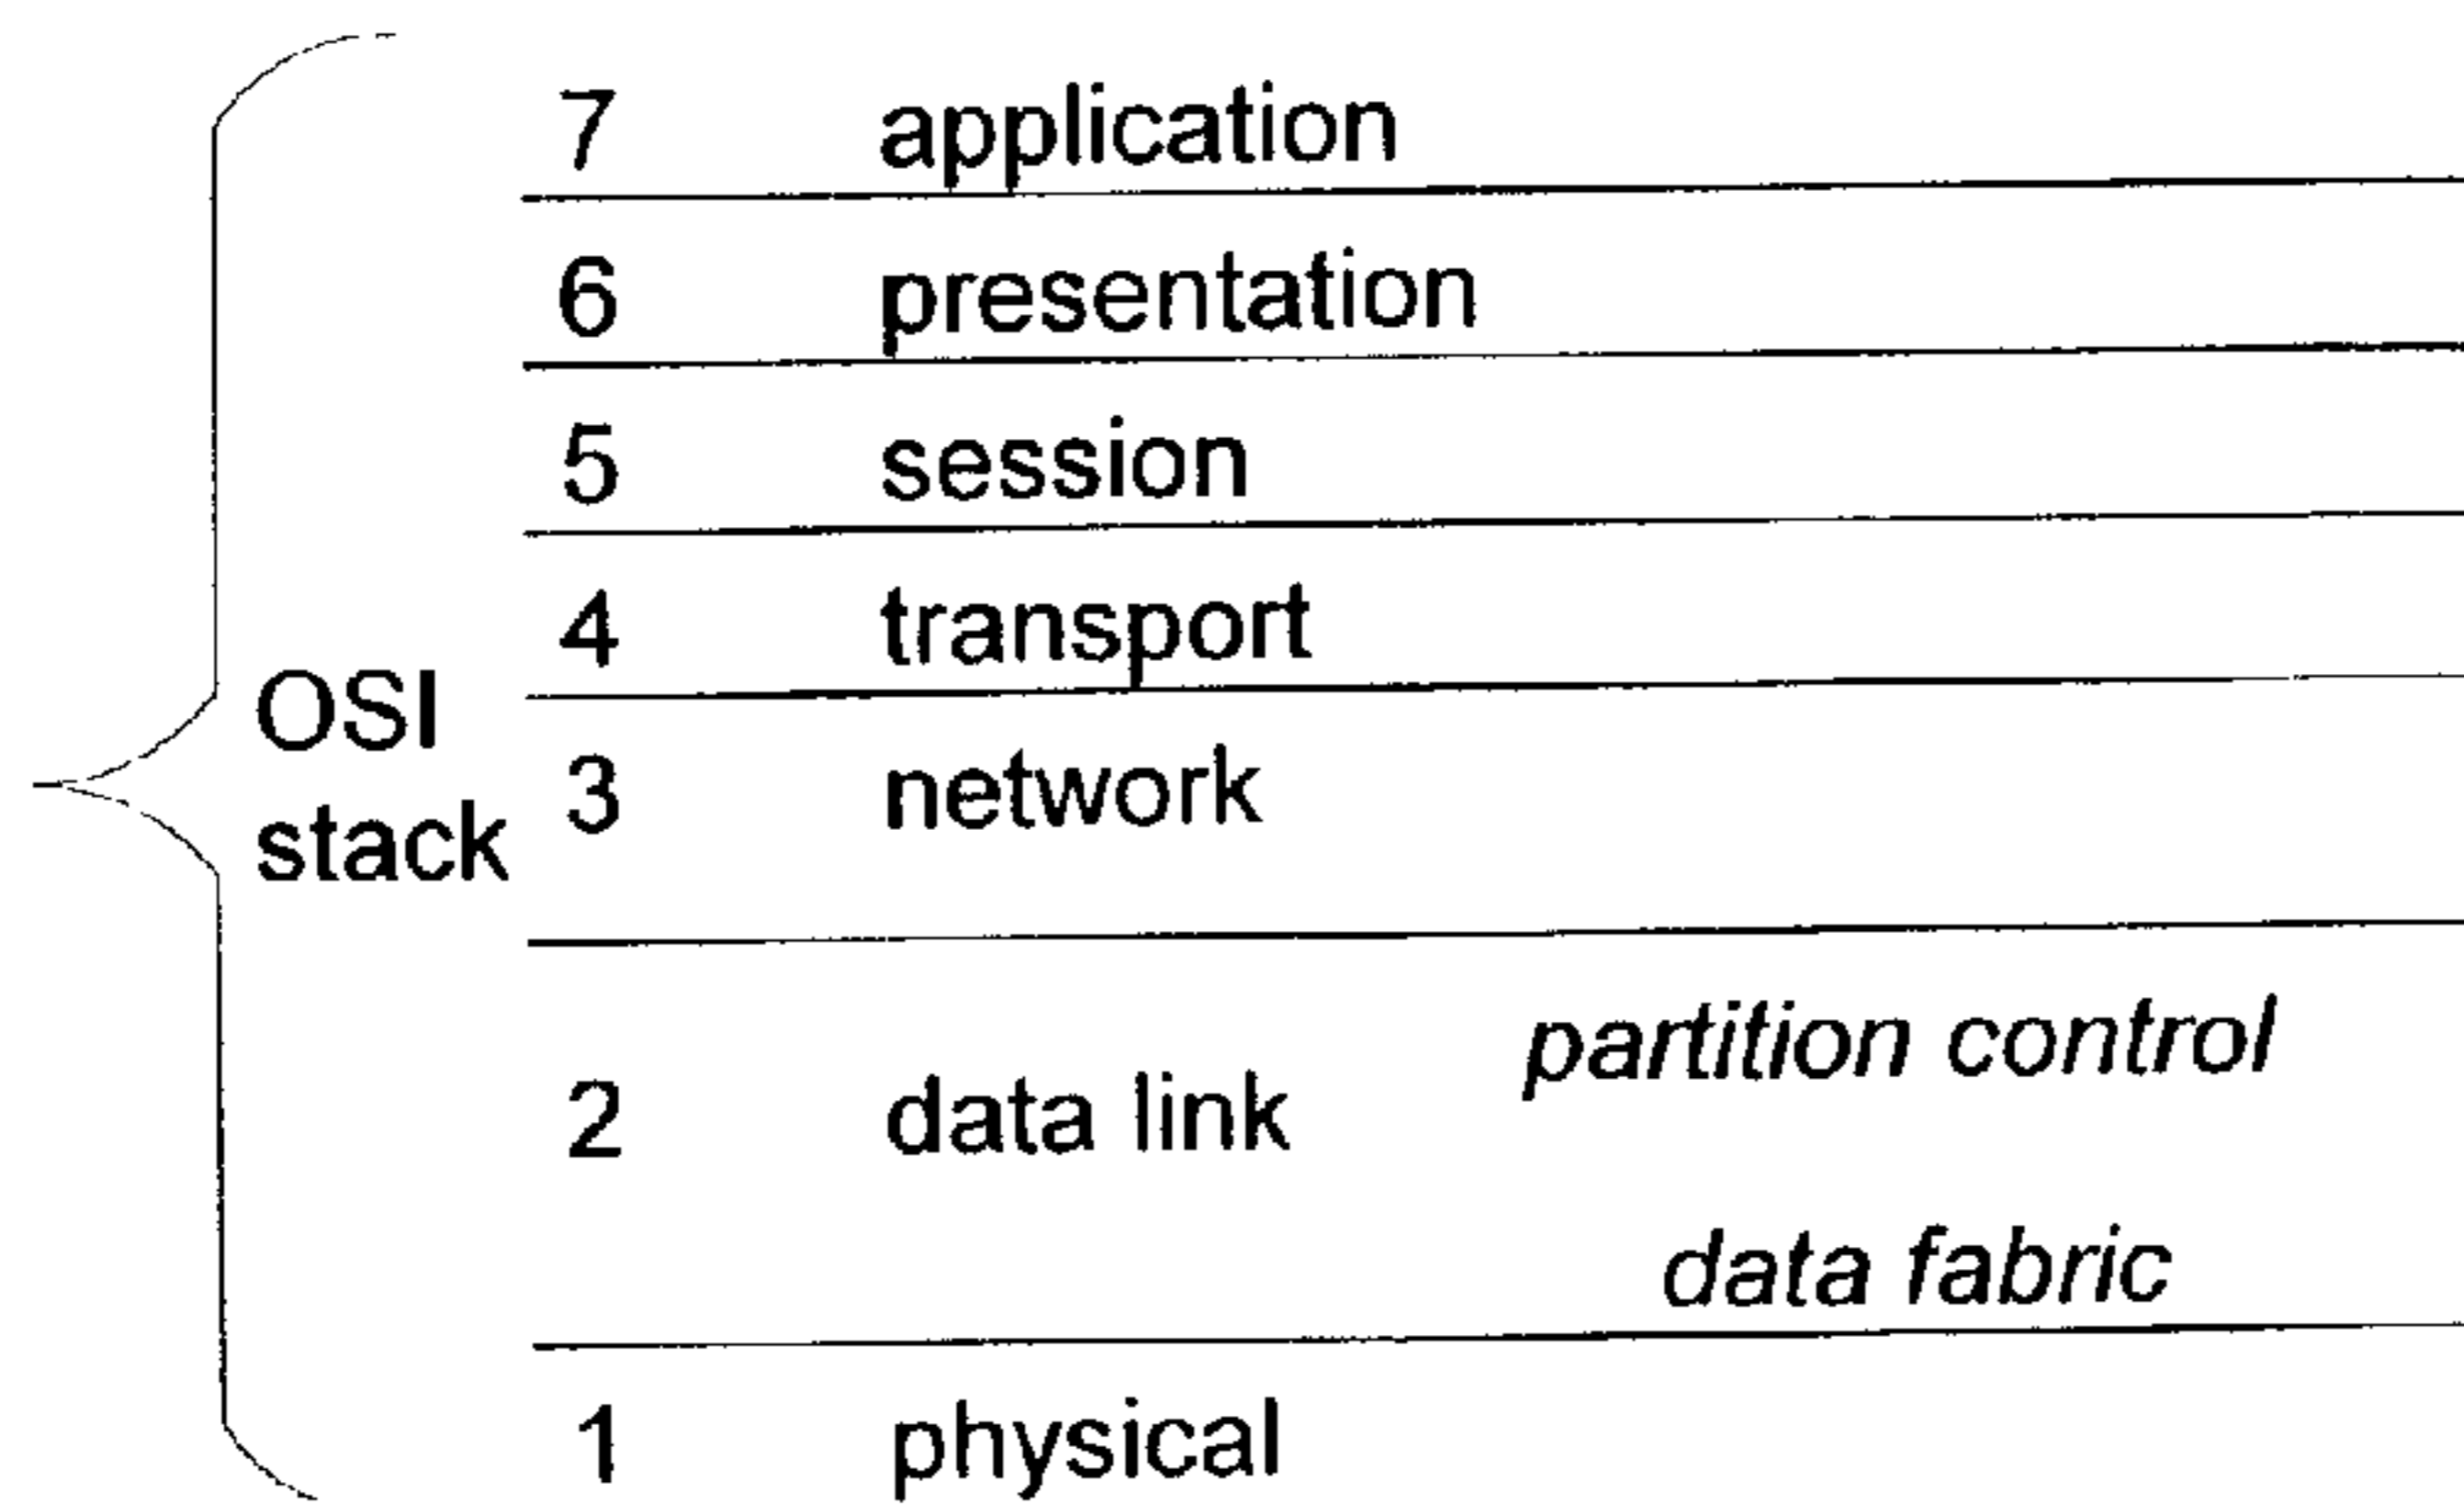 7 application
6 presentation
5 session
4 transport
OSI
stack
3 network
partition control
2 data link
data fabric
1 physical